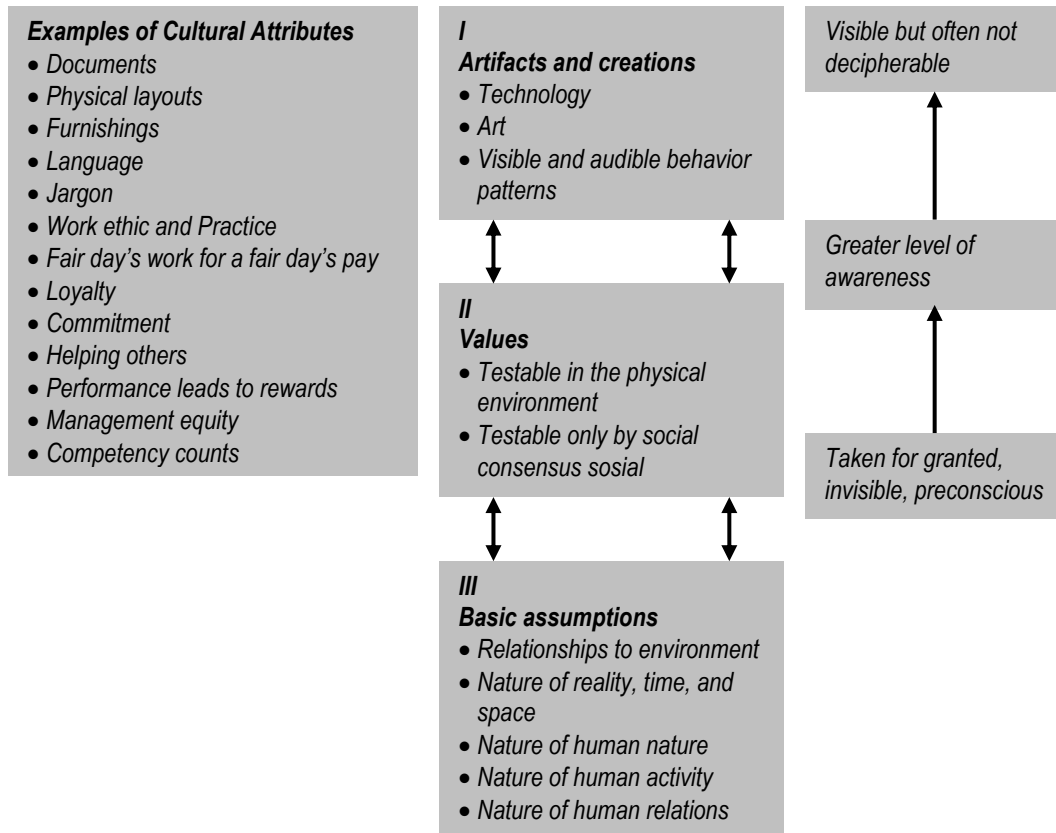 Examples of Cultural Attributes
• Documents
• Physical layouts
• Furnishings
• Language
• Jargon
• Work ethic and Practice
• Fair day’s work for a fair day’s pay
• Loyalty
• Commitment
• Helping others
• Performance leads to rewards
• Management equity
• Competency counts
I
Artifacts and creations
• Technology
• Art
• Visible and audible behavior
patterns
II
Values
• Testable in the physical
environment
• Testable only by social
consensus sosial
III
Basic assumptions
• Relationships to environment
• Nature of reality, time, and
space
• Nature of human nature
• Nature of human activity
• Nature of human relations
Visible but often not
decipherable
Greater level of
awareness
Taken for granted,
invisible, preconscious